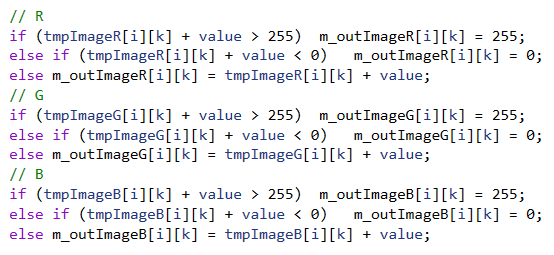 // R
if (tmpImageR[i][k] + value > 255)  m_outImageR[i][k] = 255;
else if (tmpImageR[i][k] + value < 0)   m_outImageR[i][k] = 0;
else m_outImageR[i][k] = tmpImageR[i][k] + value;
// G
if (tmpImageG[i][k] + value > 255)  m_outImageG[i][k] = 255;
else if (tmpImageG[i][k] + value < 0)   m_outImageG[i][k] = 0;
else m_outImageG[i][k] = tmpImageG[i][k] + value;
// B
if (tmpImageB[i][k] + value > 255)  m_outImageB[i][k] = 255;
else if (tmpImageB[i][k] + value < 0)   m_outImageB[i][k] = 0;
else m_outImageB[i][k] = tmpImageB[i][k] + value;